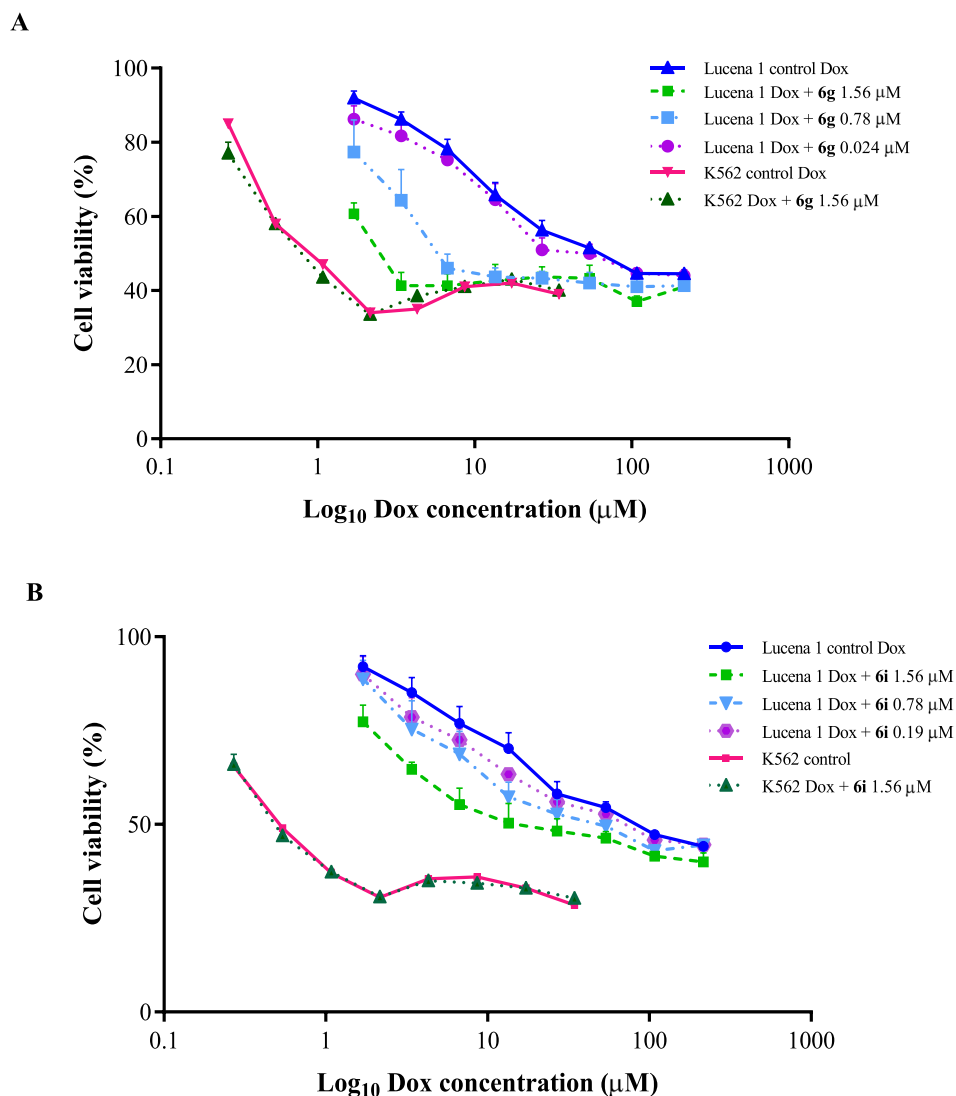 A
Lucena 1 control Dox
Lucena 1 Dox + 6g 1.56 μM
Lucena 1 Dox + 6g 0.78 μM
Lucena 1 Dox + 6g 0.024 μM
K562 control Dox
K562 Dox + 6g 1.56 μM
Cell viability (%)
100
80
60
40
20
0
0.1
1
10
100
1000
Log10 Dox concentration (μM)
B
Lucena 1 control Dox
Lucena 1 Dox + 6i 1.56 μM
Lucena 1 Dox + 6i 0.78 μM
Lucena 1 Dox + 6i 0.19 μM
K562 control
K562 Dox + 6i 1.56 μM
Cell viability (%)
100
50
0
0.1
1
10
100
1000
Log10 Dox concentration (μM)